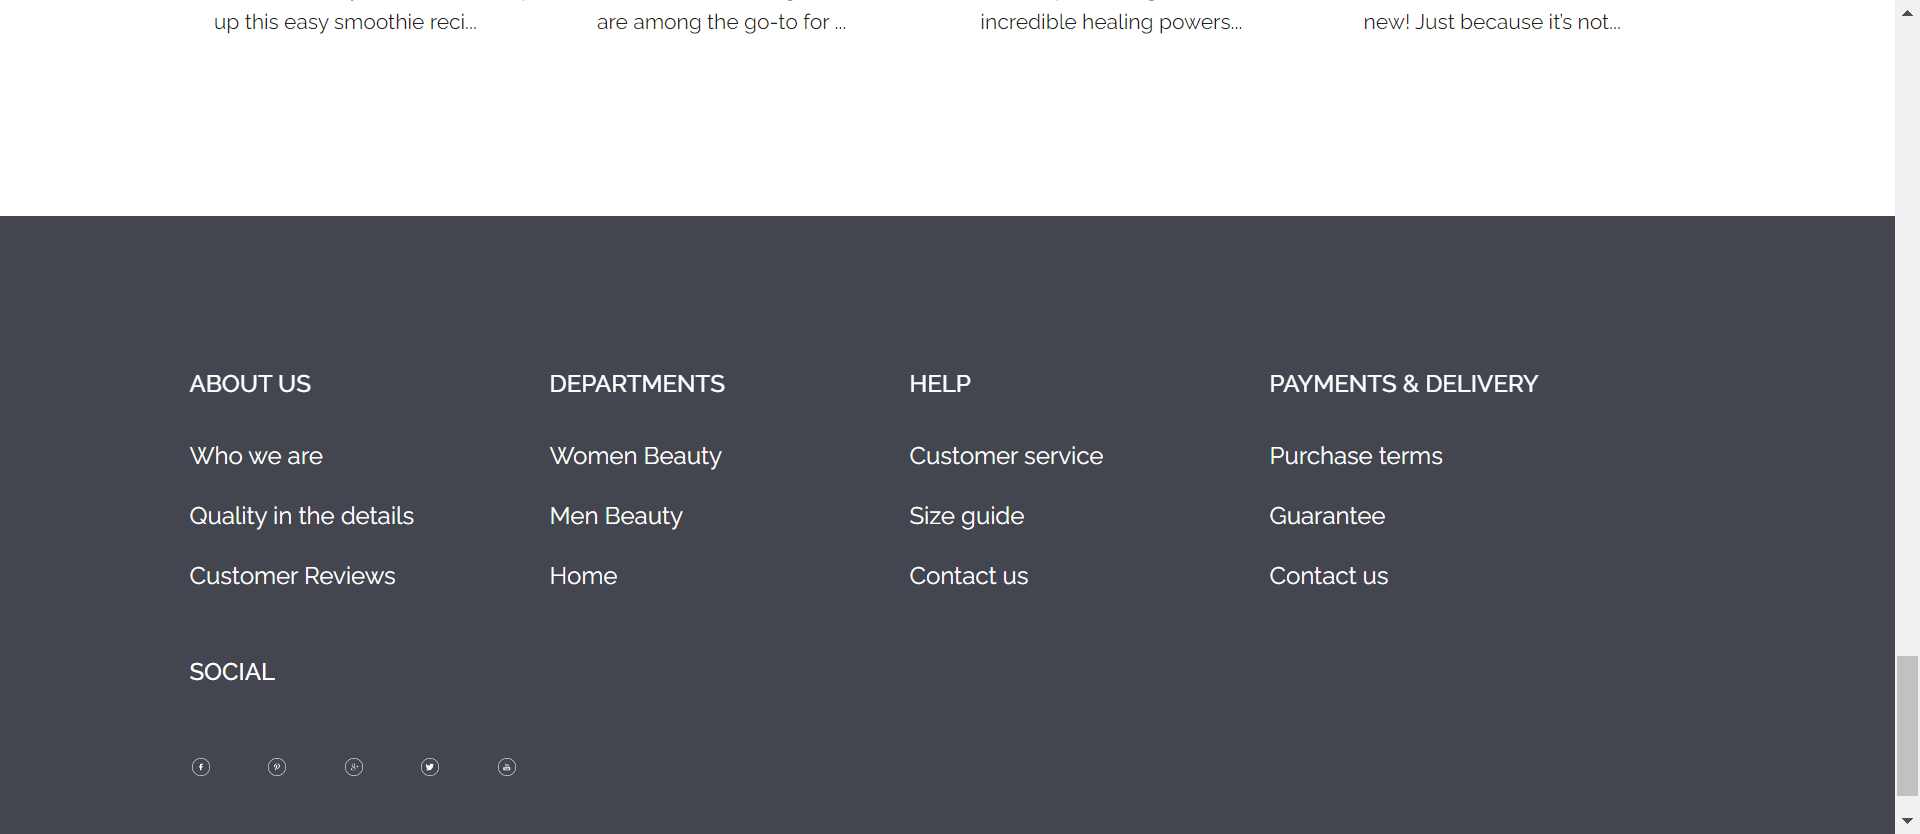 up this easy smoothie reci...
are among the go-to for ...
incredible healing powers...
new! Just because it's not...
ABOUT US
Who we are
Quality in the details
Customer Reviews
DEPARTMENTS
Women Beauty
Men Beauty
Home
HELP
Customer service
Size guide
Contact us
PAYMENTS & DELIVERY
Purchase terms
Guarantee
Contact us
SOCIAL